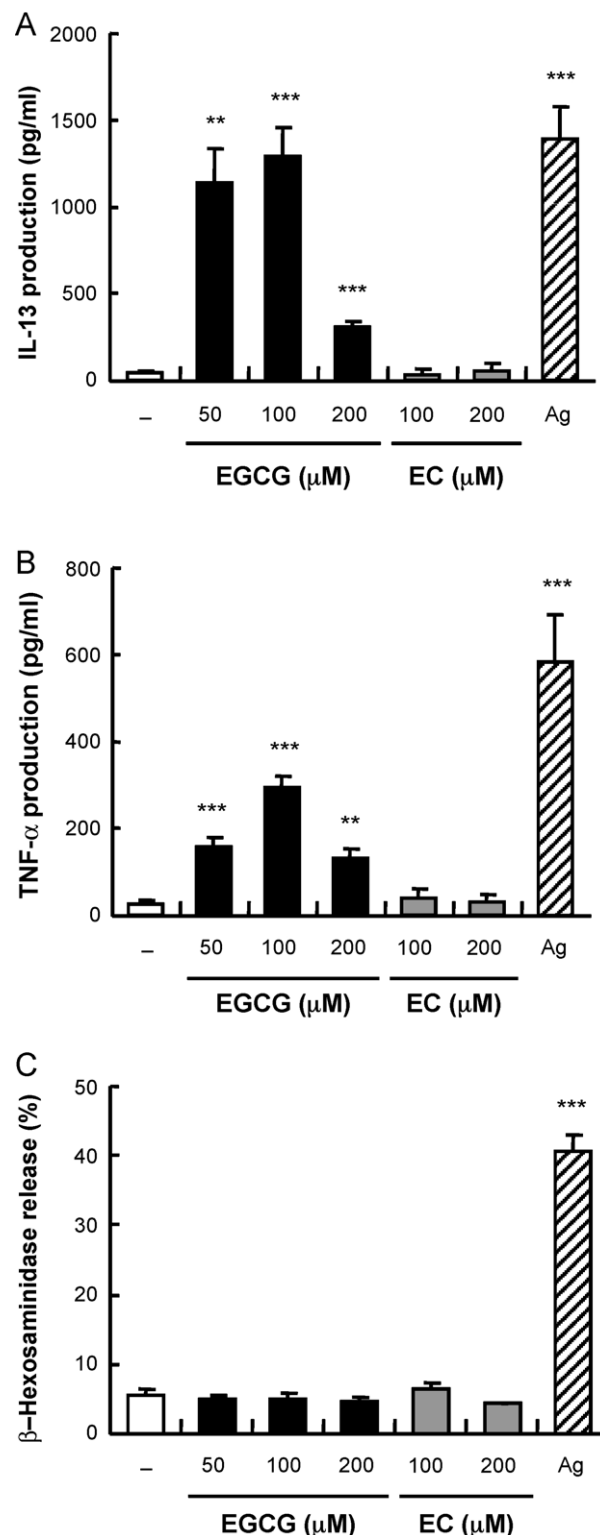 A
IL-13 production (pg/ml)
2000
1500
1000
500
0
** *** *** ***
– 50 100 200 100 200 Ag
EGCG (μM) EC (μM)
B
TNF-α production (pg/ml)
800
600
400
200
0
*** *** ** ***
– 50 100 200 100 200 Ag
EGCG (μM) EC (μM)
C
β–Hexosaminidase release (%)
50
40
30
20
10
0
***
– 50 100 200 100 200 Ag
EGCG (μM) EC (μM)